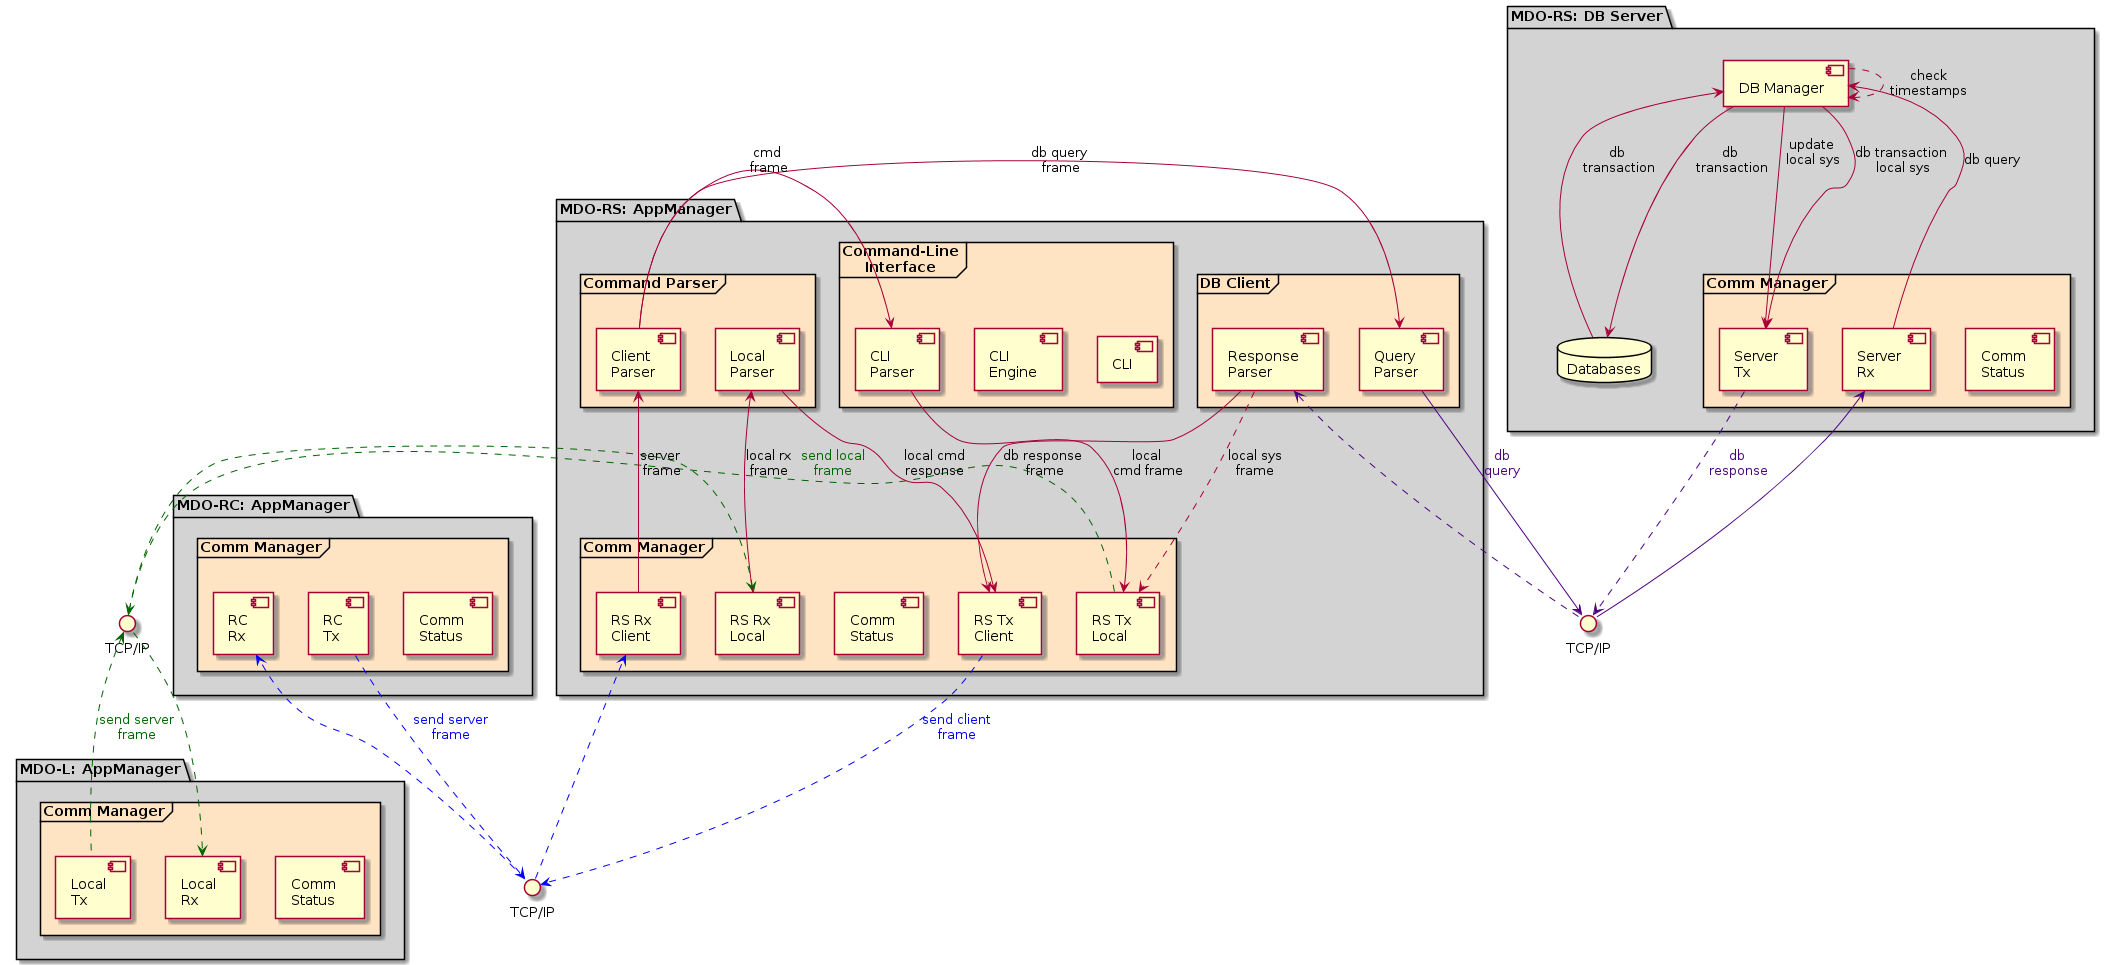 MDO-RS: DB Server
DB Manager
check
timestamps
db
transaction
db
transaction
update
local sys
db transaction
local sys
db query
Databases
Comm Manager
Server
Tx
Server
Rx
Comm
Status
cmd
frame
db query
frame
MDO-RS: AppManager
Command Parser
Client
Parser
Local
Parser
Command-Line
Interface
CLI
Parser
CLI
Engine
CLI
DB Client
Response
Parser
Query
Parser
server
frame
local rx
frame
send local
frame
local cmd
response
db response
frame
local
cmd frame
local sys
frame
db
query
db
response
Comm Manager
RS Rx
Client
RS Rx
Local
Comm
Status
RS Tx
Client
RS Tx
Local
TCP/IP
MDO-RC: AppManager
Comm Manager
RC
Rx
RC
Tx
Comm
Status
TCP/IP
send server
frame
send server
frame
send client
frame
MDO-L: AppManager
Comm Manager
Local
Tx
Local
Rx
Comm
Status
TCP/IP